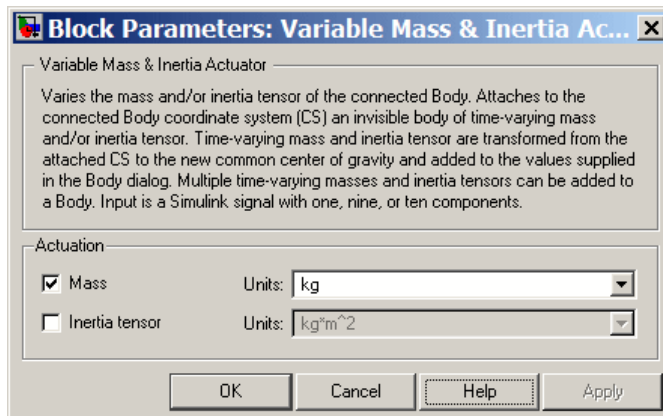 Block Parameters: Variable Mass & Inertia Ac...
Variable Mass & Inertia Actuator
Varies the mass and/or inertia tensor of the connected Body. Attaches to the
connected Body coordinate system (CS) an invisible body of time-varying mass
and/or inertia tensor. Time-varying mass and inertia tensor are transformed from the
attached CS to the new common center of gravity and added to the values supplied
in the Body dialog. Multiple time-varying masses and inertia tensors can be added to
a Body. Input is a Simulink signal with one, nine, or ten components.
Actuation
Mass Units: kg
Inertia tensor Units: kg*m^2
OK Cancel Help Apply